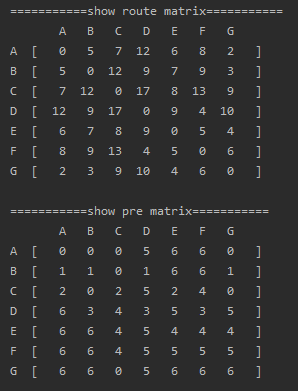 ===========show route matrix===========
A B C D E F G
A [ 0 5 7 12 6 8 2 ]
B [ 5 0 12 9 7 9 3 ]
C [ 7 12 0 17 8 13 9 ]
D [ 12 9 17 0 9 4 10 ]
E [ 6 7 8 9 0 5 4 ]
F [ 8 9 13 4 5 0 6 ]
G [ 2 3 9 10 4 6 0 ]
===========show pre matrix===========
A B C D E F G
A [ 0 0 0 5 6 6 0 ]
B [ 1 1 0 1 6 6 1 ]
C [ 2 0 2 5 2 4 0 ]
D [ 6 3 4 3 5 3 5 ]
E [ 6 6 4 5 4 4 4 ]
F [ 6 6 4 5 5 5 5 ]
G [ 6 6 0 5 6 6 6 ]